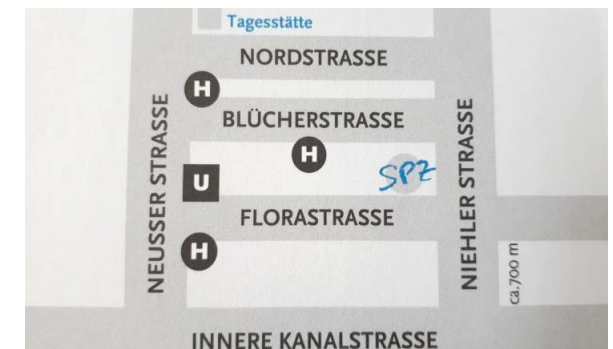 Tagesstätte
NORDSTRASSE
H
BLÜCHERSTRASSE
H
SPZ
U
NEUSSER STRASSE
NIEHLER STRASSE
FLORASTRASSE
H
ca.700 m
INNERE KANALSTRASSE